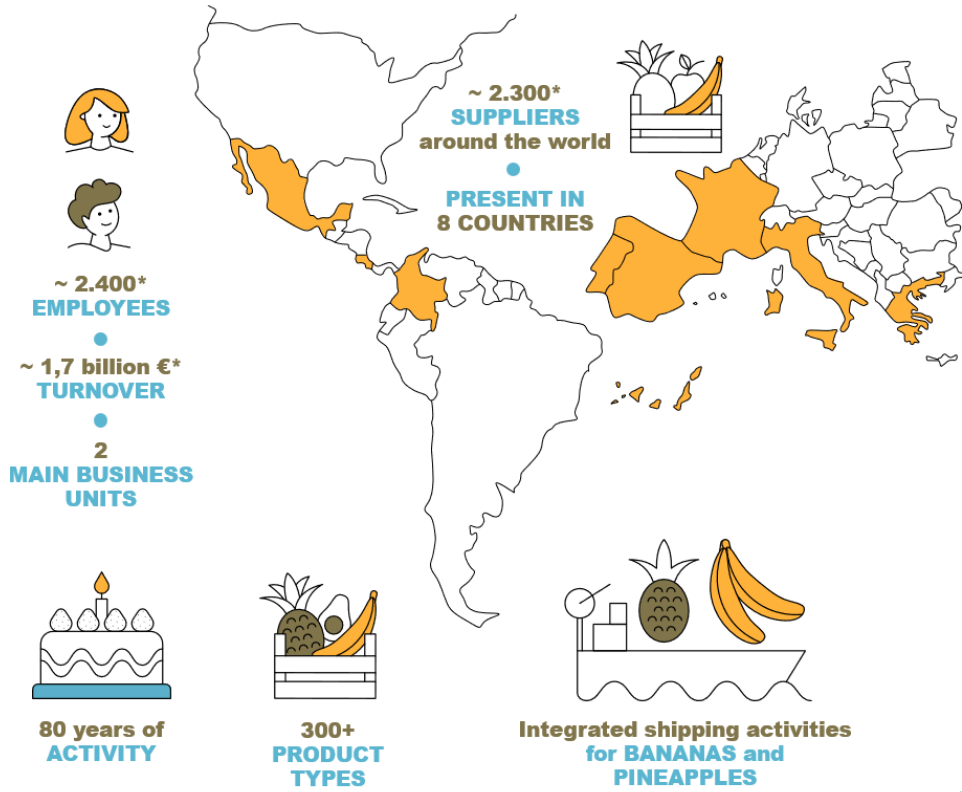 ~ 2.300*
SUPPLIERS
around the world
PRESENT IN
8 COUNTRIES
~ 2.400*
EMPLOYEES
~ 1,7 billion €*
TURNOVER
2
MAIN BUSINESS
UNITS
80 years of
ACTIVITY
300+
PRODUCT
TYPES
Integrated shipping activities
for BANANAS and
PINEAPPLES